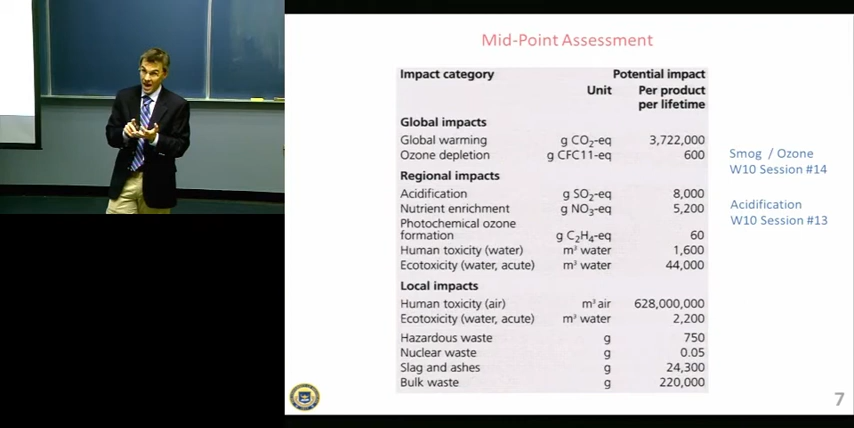 Mid-Point Assessment
Impact category Potential impact
Unit Per product
per lifetime
Global impacts
Global warming g CO₂-eq 3,722,000
Ozone depletion g CFC11-eq 600
Regional impacts
Acidification g SO₂-eq 8,000
Nutrient enrichment g NO₃-eq 5,200
Photochemical ozone
formation g C₂H₄-eq 60
Human toxicity (water) m³ water 1,600
Ecotoxicity (water, acute) m³ water 44,000
Local impacts
Human toxicity (air) m³ air 628,000,000
Ecotoxicity (water, acute) m³ water 2,200
Hazardous waste g 750
Nuclear waste g 0.05
Slag and ashes g 24,300
Bulk waste g 220,000
Smog / Ozone
W10 Session #14
Acidification
W10 Session #13
7